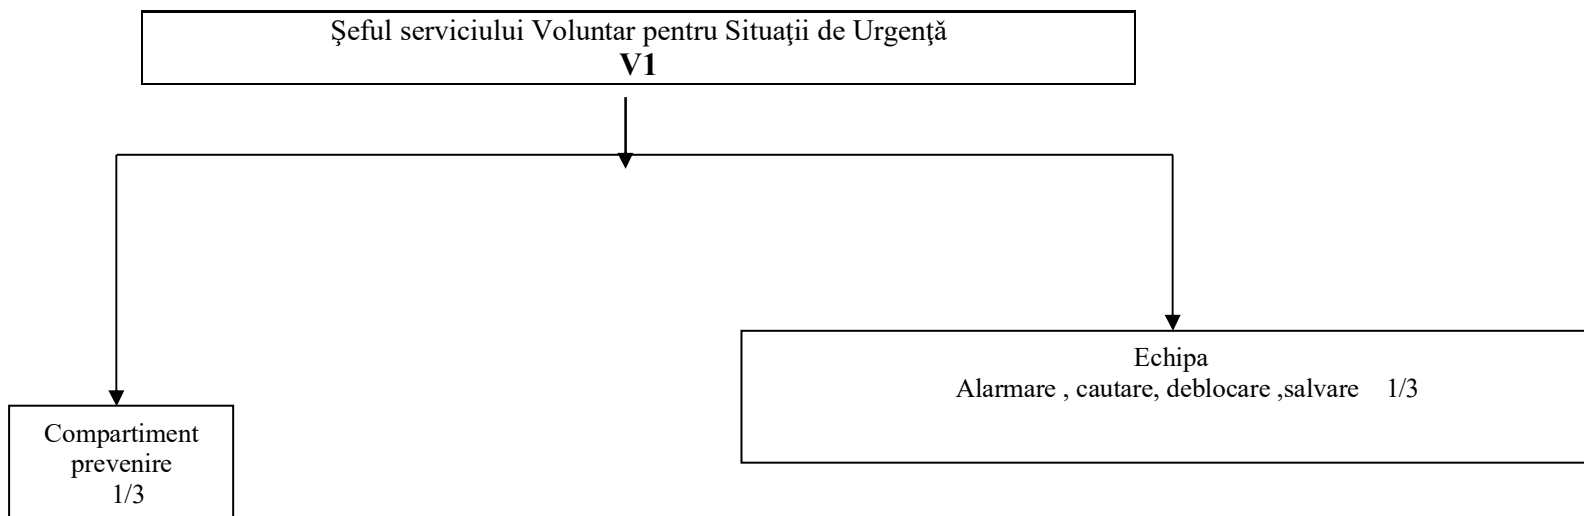 Şeful serviciului Voluntar pentru Situaţii de Urgenţă
V1
Echipa
Alarmare , cautare, deblocare ,salvare 1/3
Compartiment
prevenire
1/3